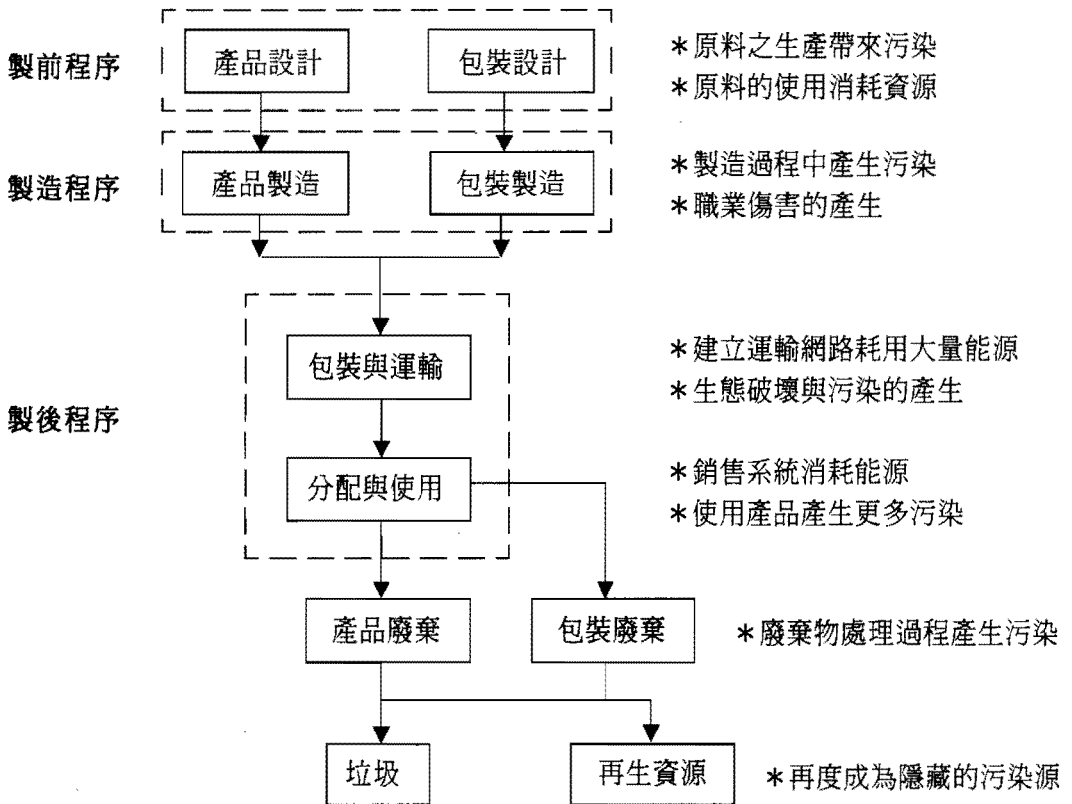 製前程序
產品設計
包裝設計
＊原料之生產帶來污染
＊原料的使用消耗資源
製造程序
產品製造
包裝製造
＊製造過程中產生污染
＊職業傷害的產生
製後程序
包裝與運輸
＊建立運輸網路耗用大量能源
＊生態破壞與污染的產生
分配與使用
＊銷售系統消耗能源
＊使用產品產生更多污染
產品廢棄
包裝廢棄
＊廢棄物處理過程產生污染
垃圾
再生資源
＊再度成為隱藏的污染源